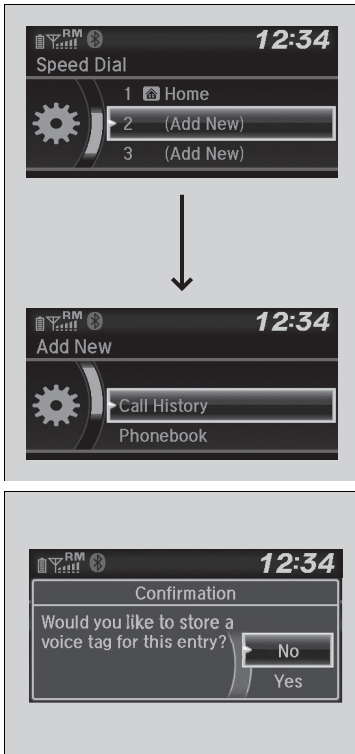 RM
12:34
Speed Dial
1 Home
2 (Add New)
3 (Add New)
RM
12:34
Add New
Call History
Phonebook
RM
12:34
Confirmation
Would you like to store a
voice tag for this entry?
No
Yes